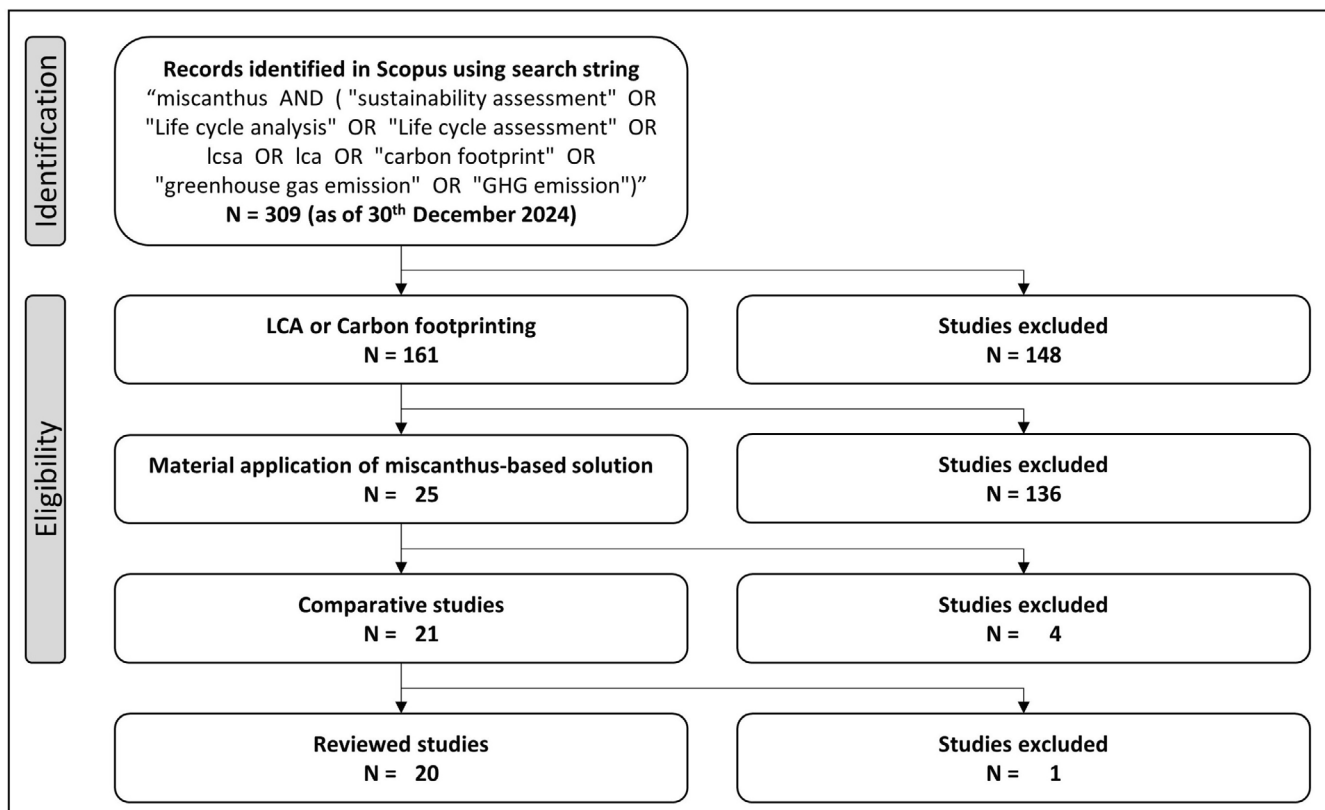 Identification
Records identified in Scopus using search string
“miscanthus AND ( "sustainability assessment" OR
"Life cycle analysis" OR "Life cycle assessment" OR
lcsa OR lca OR "carbon footprint" OR
"greenhouse gas emission" OR "GHG emission")”
N = 309 (as of 30th December 2024)
Eligibility
LCA or Carbon footprinting
N = 161
Studies excluded
N = 148
Material application of miscanthus-based solution
N = 25
Studies excluded
N = 136
Comparative studies
N = 21
Studies excluded
N = 4
Reviewed studies
N = 20
Studies excluded
N = 1